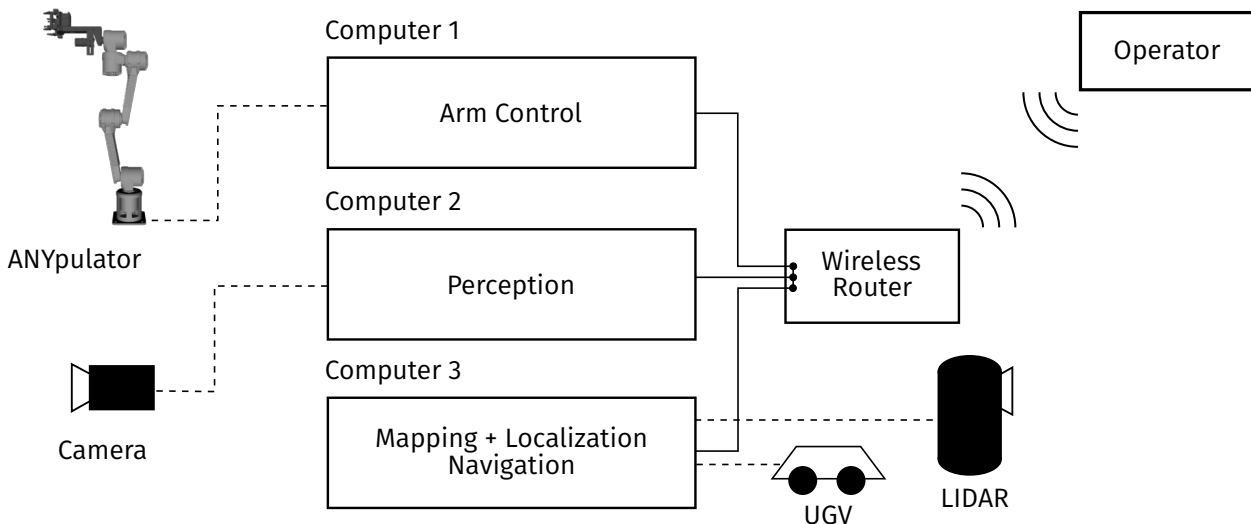 Computer 1
Operator
Arm Control
Computer 2
ANYpulator
Wireless
Router
Perception
Computer 3
Camera
Mapping + Localization
Navigation
LIDAR
UGV